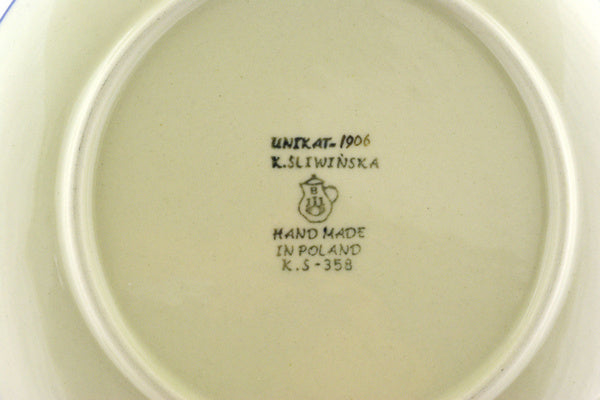 UNIKAT-1906
K.ŚLIWIŃSKA
B
HAND MADE
IN POLAND
K.S-358